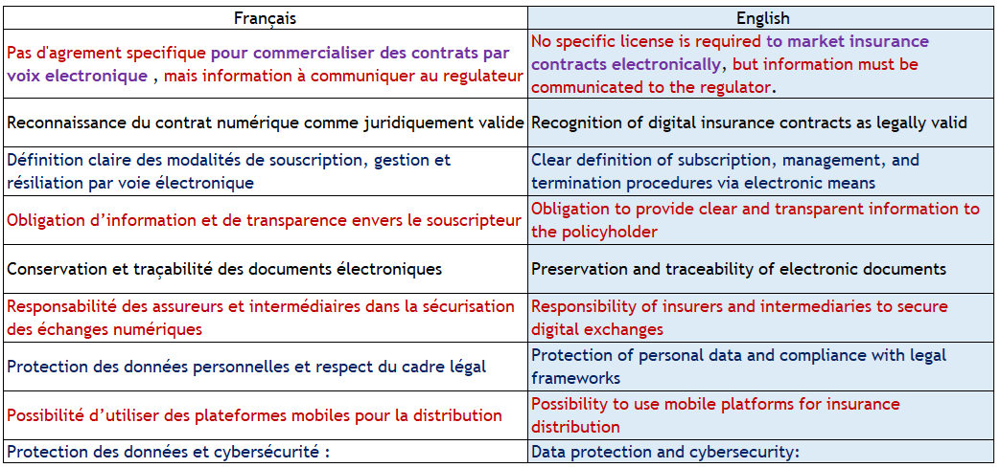 Français
English
Pas d'agrement specifique pour commercialiser des contrats par
voix electronique , mais information à communiquer au regulateur
No specific license is required to market insurance
contracts electronically, but information must be
communicated to the regulator.
Reconnaissance du contrat numérique comme juridiquement valide
Recognition of digital insurance contracts as legally valid
Définition claire des modalités de souscription, gestion et
résiliation par voie électronique
Clear definition of subscription, management, and
termination procedures via electronic means
Obligation d’information et de transparence envers le souscripteur
Obligation to provide clear and transparent information to
the policyholder
Conservation et traçabilité des documents électroniques
Preservation and traceability of electronic documents
Responsabilité des assureurs et intermédiaires dans la sécurisation
des échanges numériques
Responsibility of insurers and intermediaries to secure
digital exchanges
Protection des données personnelles et respect du cadre légal
Protection of personal data and compliance with legal
frameworks
Possibilité d’utiliser des plateformes mobiles pour la distribution
Possibility to use mobile platforms for insurance
distribution
Protection des données et cybersécurité :
Data protection and cybersecurity: